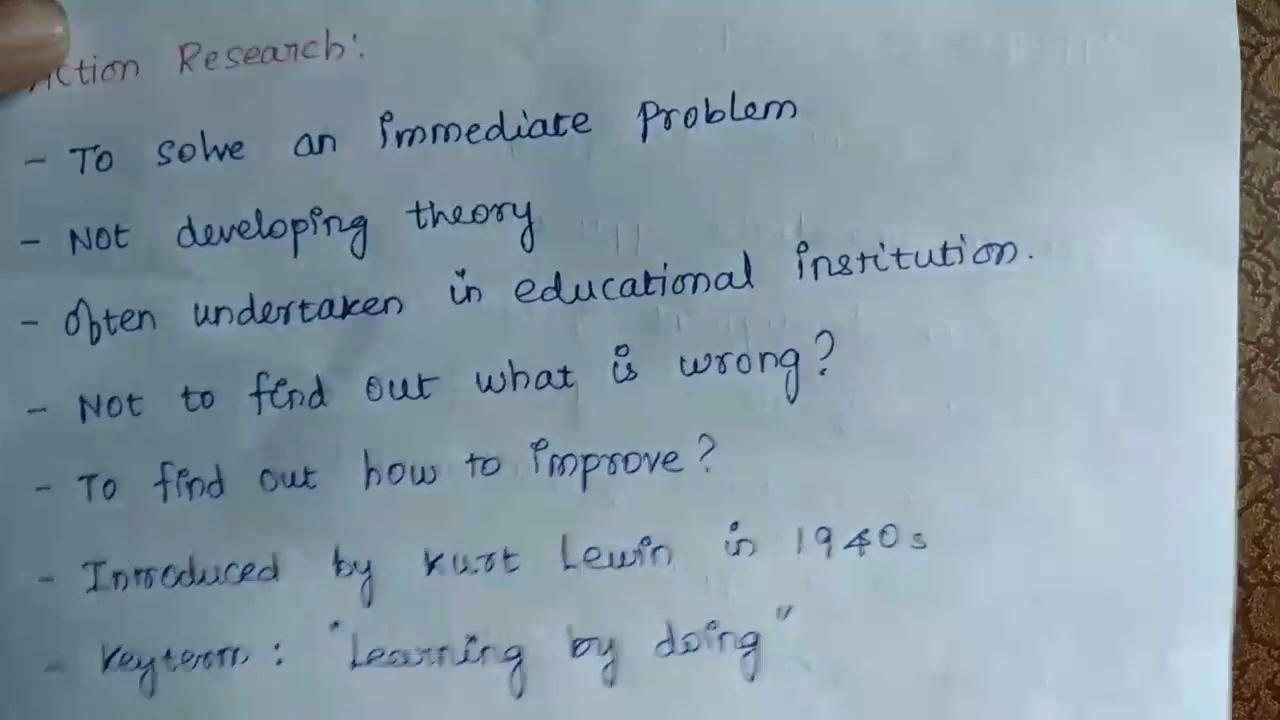 Action Research:
- To solve an immediate problem
- Not developing theory
- Often undertaken in educational institution.
- Not to find out what is wrong?
- To find out how to improve?
- Introduced by Kurt Lewin in 1940s
- Keyterm: "Learning by doing"